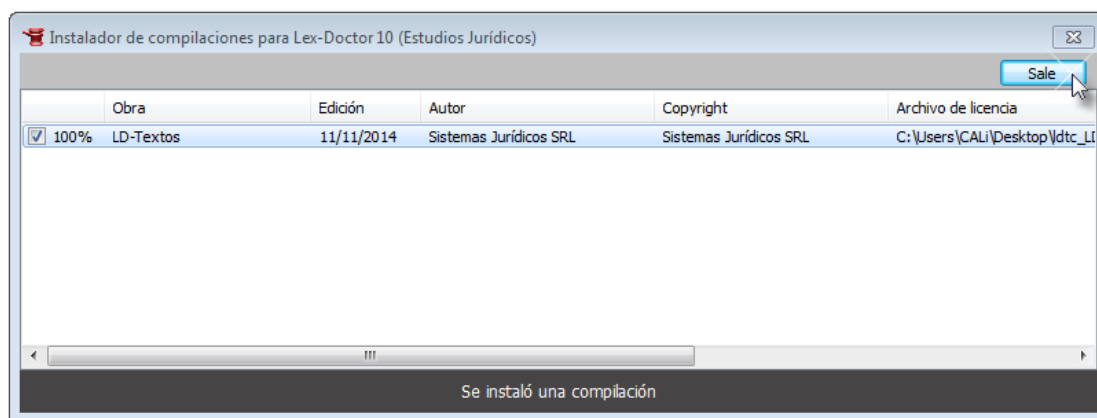 Instalador de compilaciones para Lex-Doctor 10 (Estudios Jurídicos)
Sale
Obra Edición Autor Copyright Archivo de licencia
100% LD-Textos 11/11/2014 Sistemas Jurídicos SRL Sistemas Jurídicos SRL C:\Users\CALi\Desktop\ldtc_LD
Se instaló una compilación